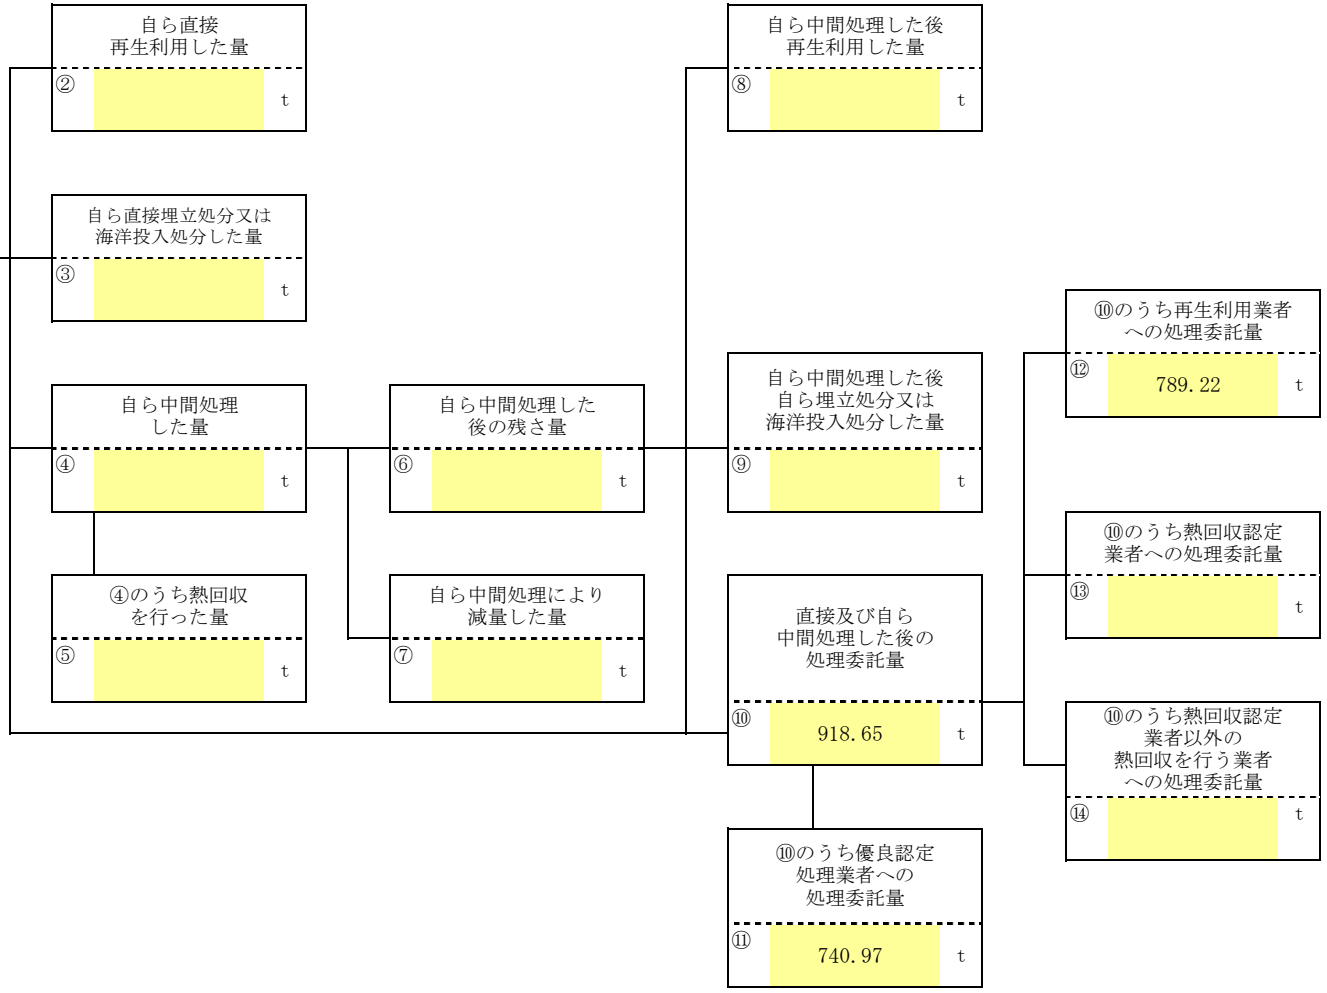 自ら直接
再生利用した量
②
t
自ら中間処理した後
再生利用した量
⑧
t
自ら直接埋立処分又は
海洋投入処分した量
③
t
⑩のうち再生利用業者
への処理委託量
⑫
789.22
t
自ら中間処理
した量
④
t
自ら中間処理した
後の残さ量
⑥
t
自ら中間処理した後
自ら埋立処分又は
海洋投入処分した量
⑨
t
⑩のうち熱回収認定
業者への処理委託量
⑬
t
④のうち熱回収
を行った量
⑤
t
自ら中間処理により
減量した量
⑦
t
直接及び自ら
中間処理した後の
処理委託量
⑩
918.65
t
⑩のうち熱回収認定
業者以外の
熱回収を行う業者
への処理委託量
⑭
t
⑩のうち優良認定
処理業者への
処理委託量
⑪
740.97
t